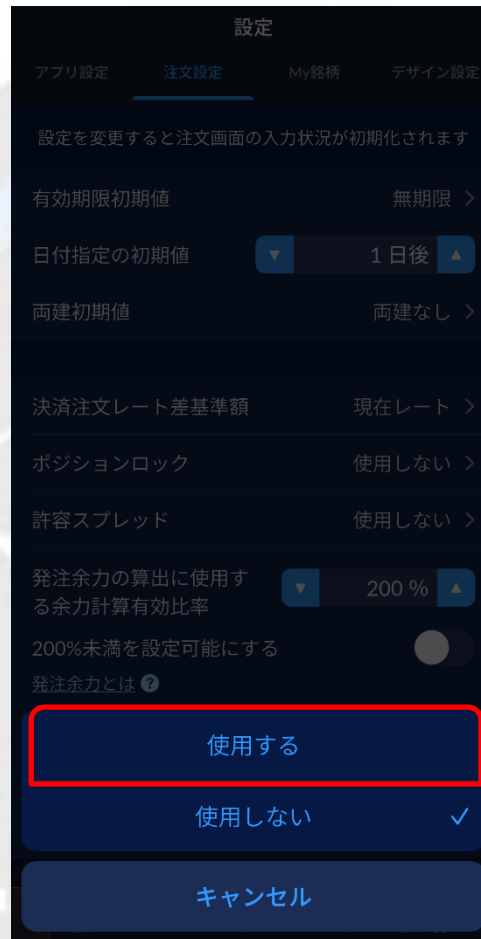 設定
アプリ設定 注文設定 My銘柄 デザイン設定
設定を変更すると注文画面の入力状況が初期化されます
有効期限初期値 無期限
日付指定の初期値 1 日後
両建初期値 両建なし
決済注文レート差基準額 現在レート
ポジションロック 使用しない
許容スプレッド 使用しない
発注余力の算出に使用す
る余力計算有効比率 200 %
200%未満を設定可能にする
発注余力とは ?
使用する
使用しない
キャンセル